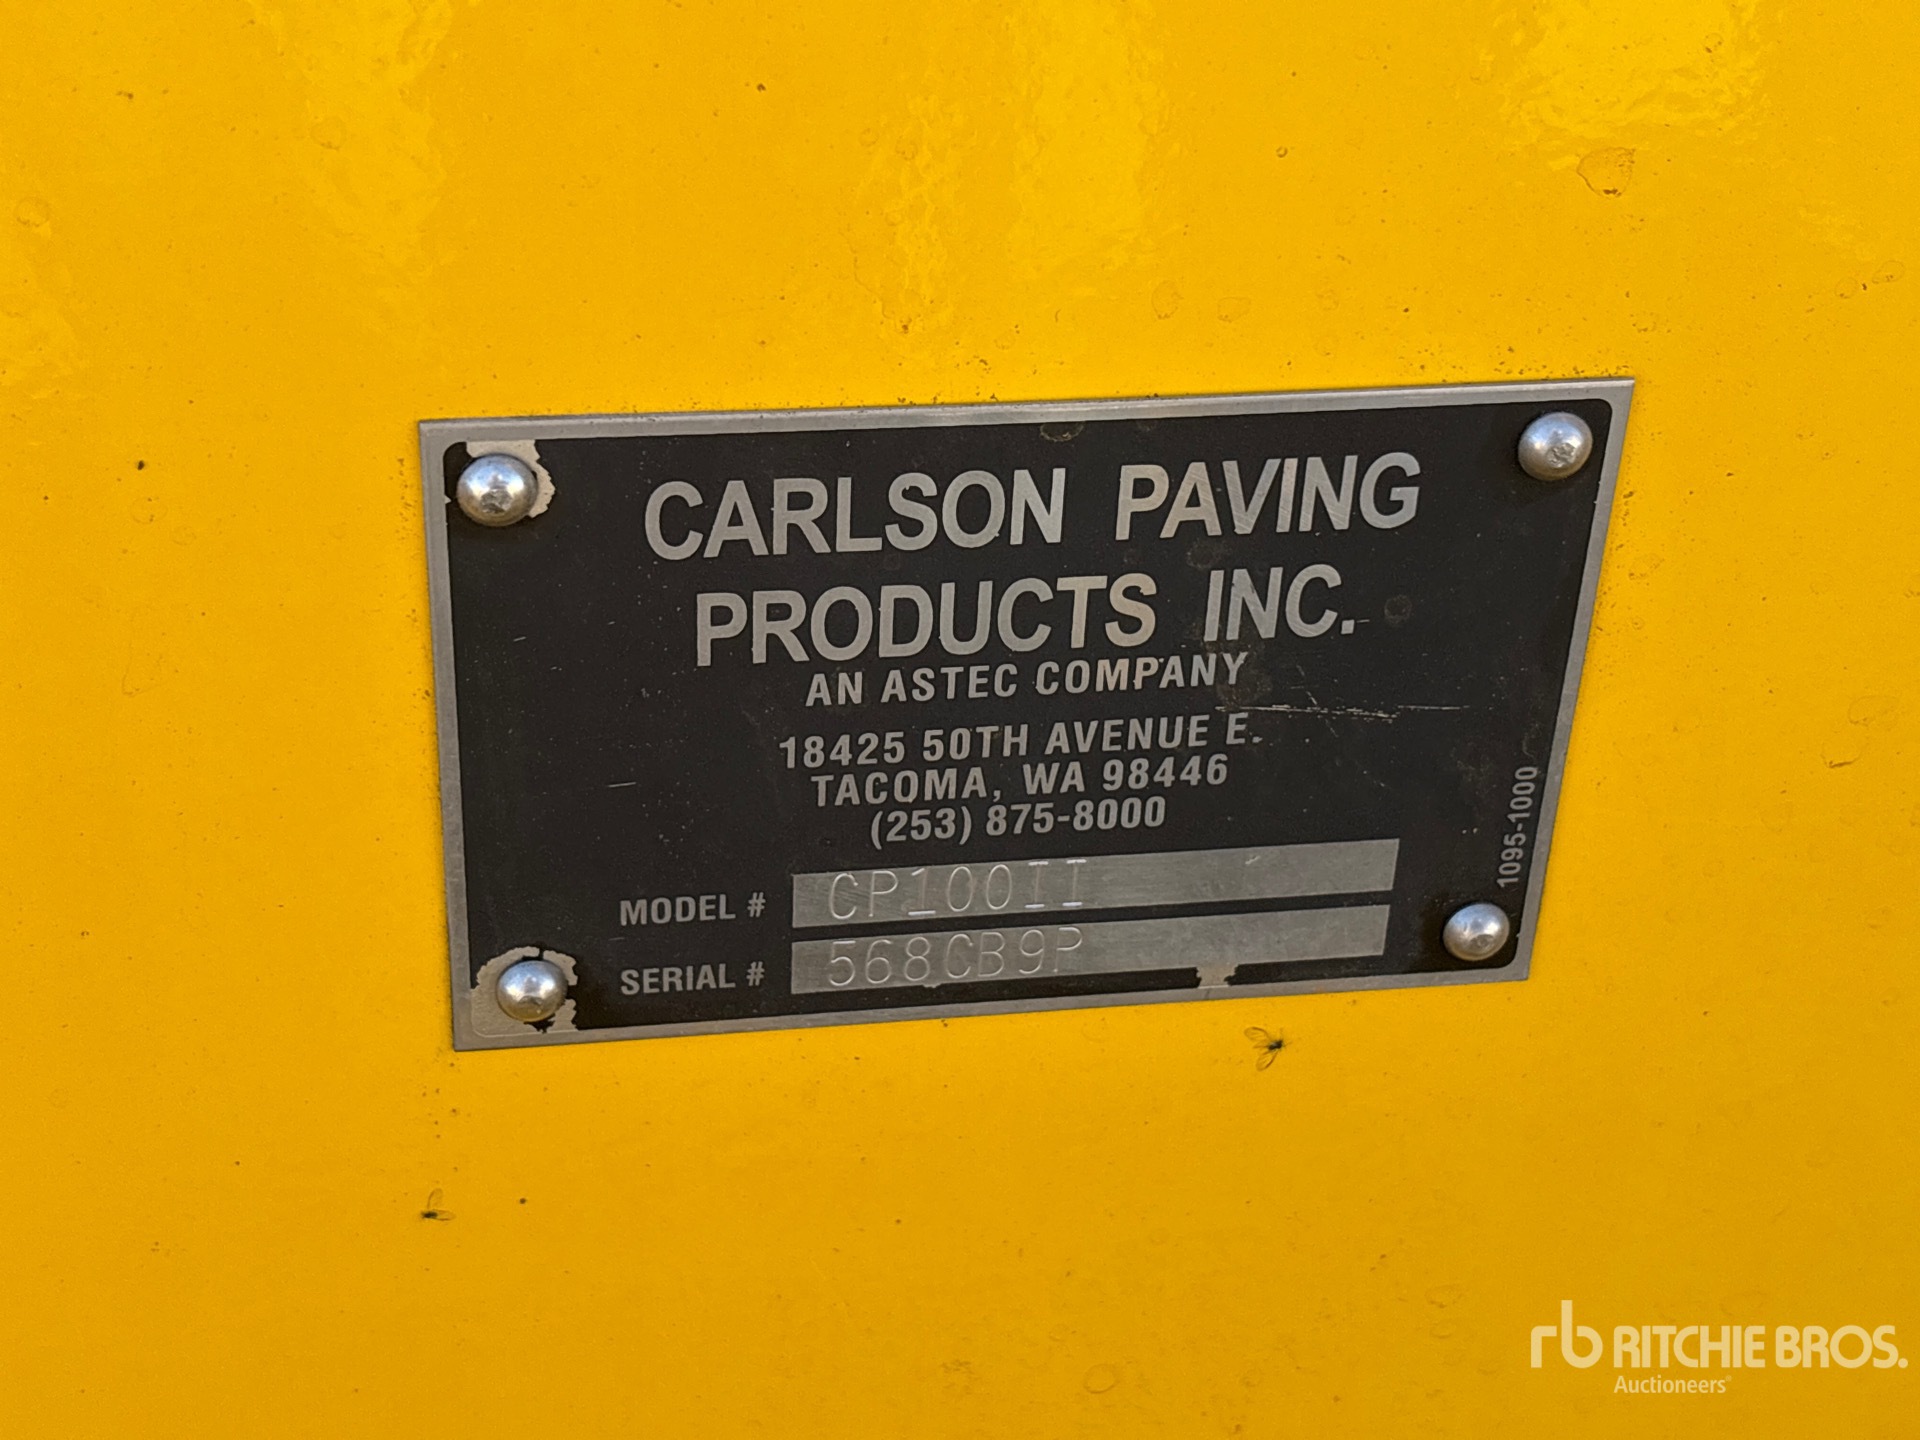 CARLSON PAVING
PRODUCTS INC.
AN ASTEC COMPANY
18425 50TH AVENUE E.
TACOMA, WA 98446
(253) 875-8000
MODEL # CP100II
SERIAL # 568CB9P
1095-1000
rb RITCHIE BROS.
Auctioneers